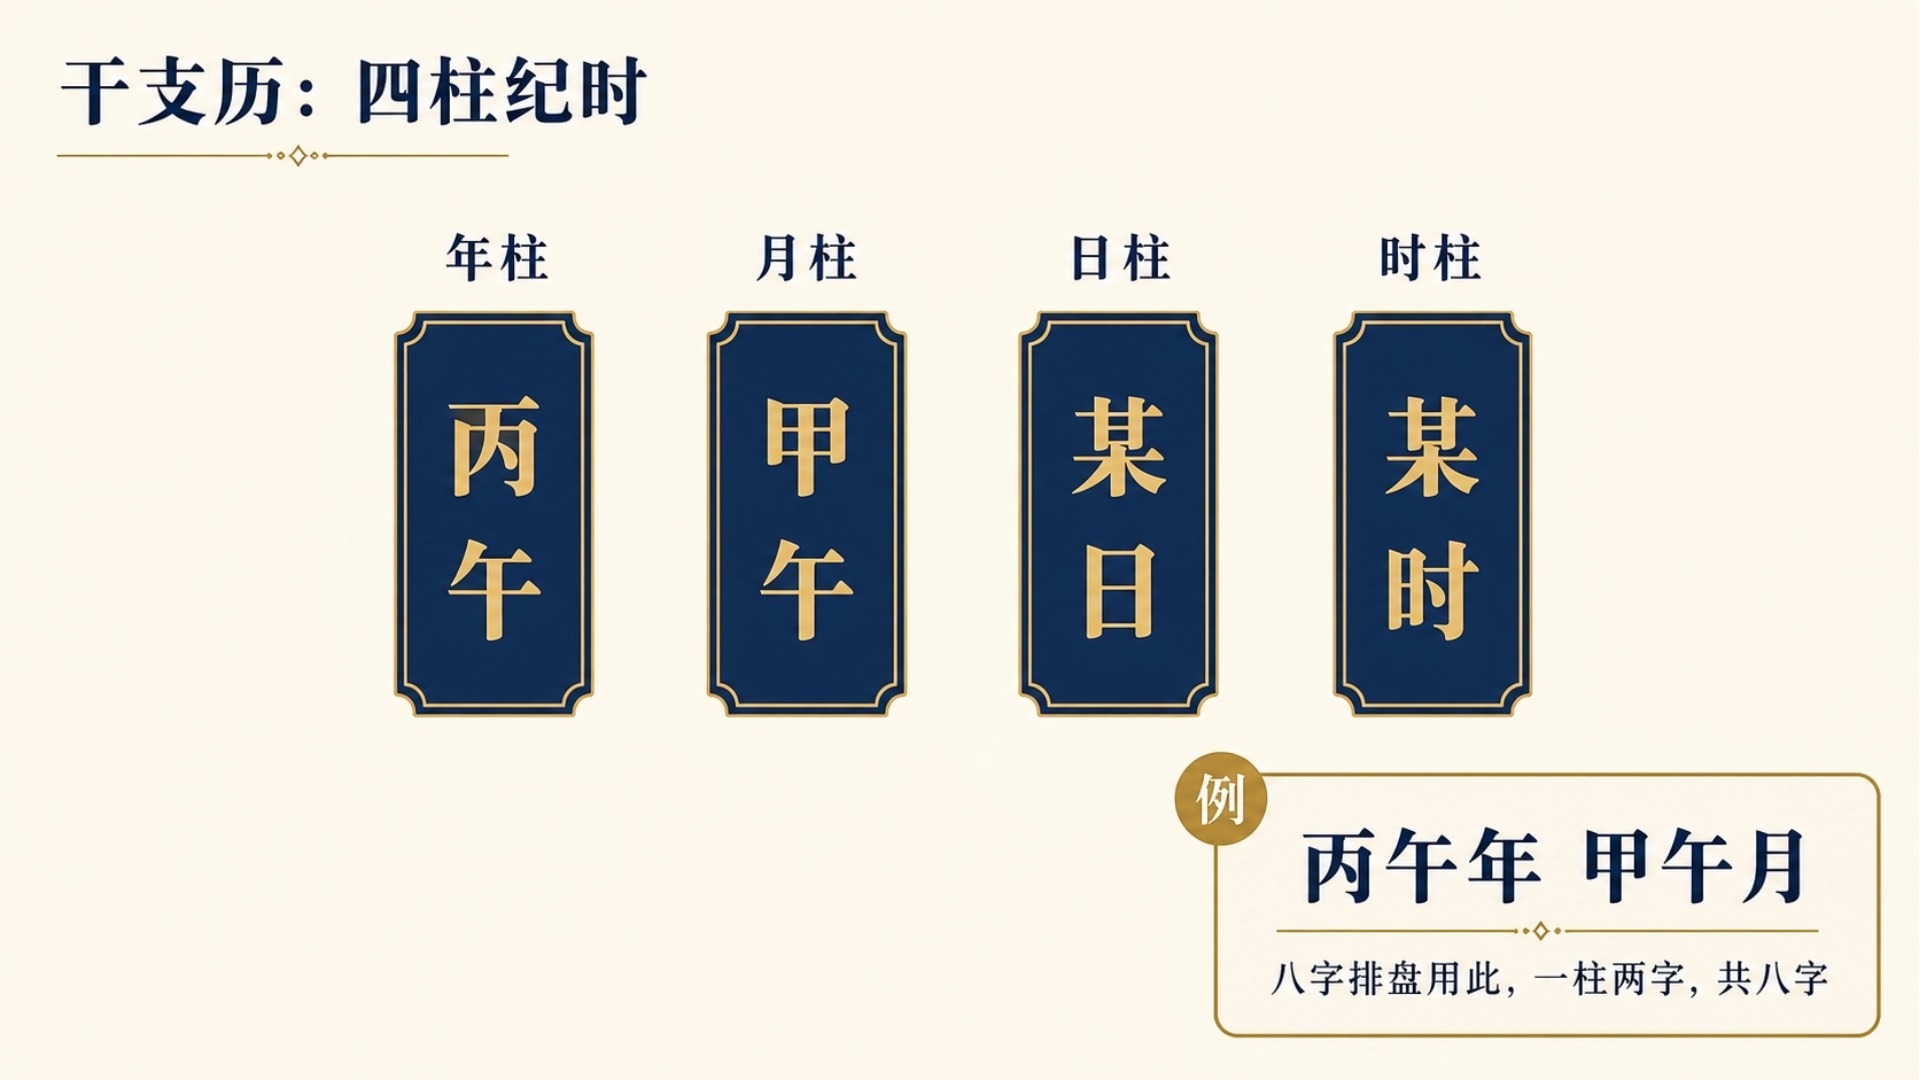 干支历：四柱纪时
年柱 月柱 日柱 时柱
丙午 甲午 某日 某时
例
丙午年 甲午月
八字排盘用此，一柱两字，共八字